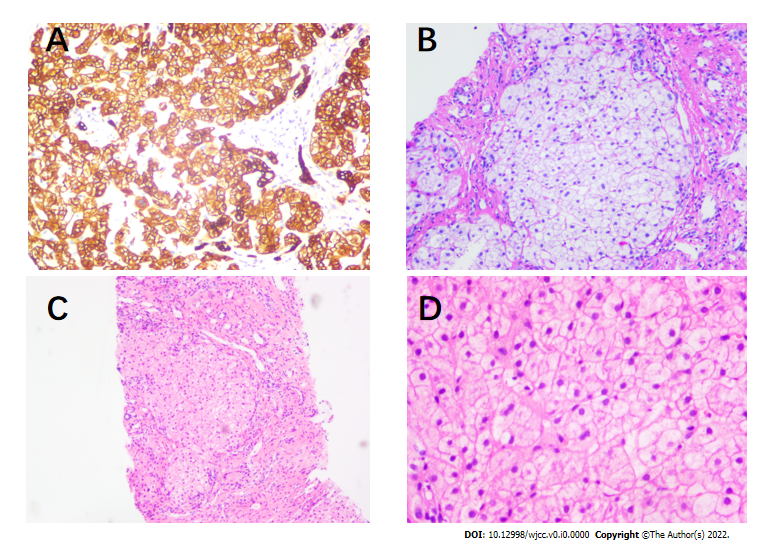 A
B
C
D
DOI: 10.12998/wjcc.v0.i0.0000 Copyright ©The Author(s) 2022.